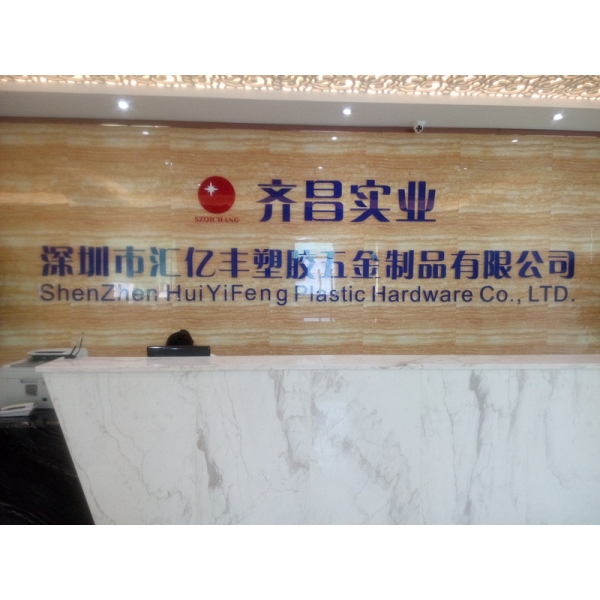 齐昌实业
SZQICHANG
深圳市汇亿丰塑胶五金制品有限公司
ShenZhen HuiYiFeng Plastic Hardware Co., LTD.